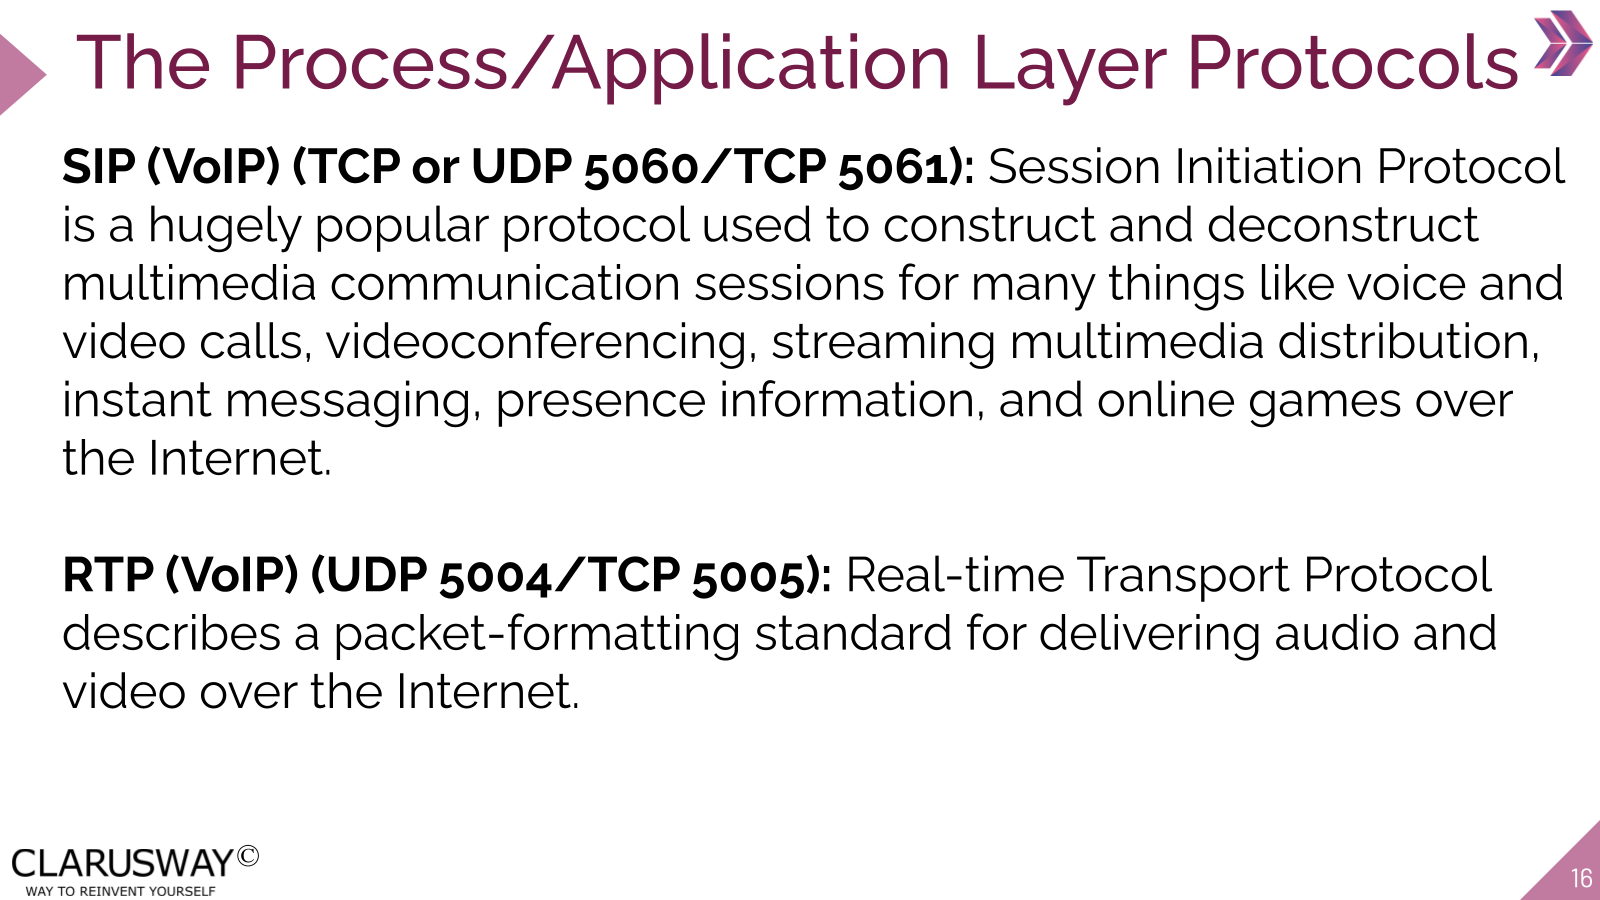 The Process/Application Layer Protocols
SIP (VoIP) (TCP or UDP 5060/TCP 5061): Session Initiation Protocol
is a hugely popular protocol used to construct and deconstruct
multimedia communication sessions for many things like voice and
video calls, videoconferencing, streaming multimedia distribution,
instant messaging, presence information, and online games over
the Internet.
RTP (VoIP) (UDP 5004/TCP 5005): Real-time Transport Protocol
describes a packet-formatting standard for delivering audio and
video over the Internet.
CLARUSWAY©
WAY TO REINVENT YOURSELF
16